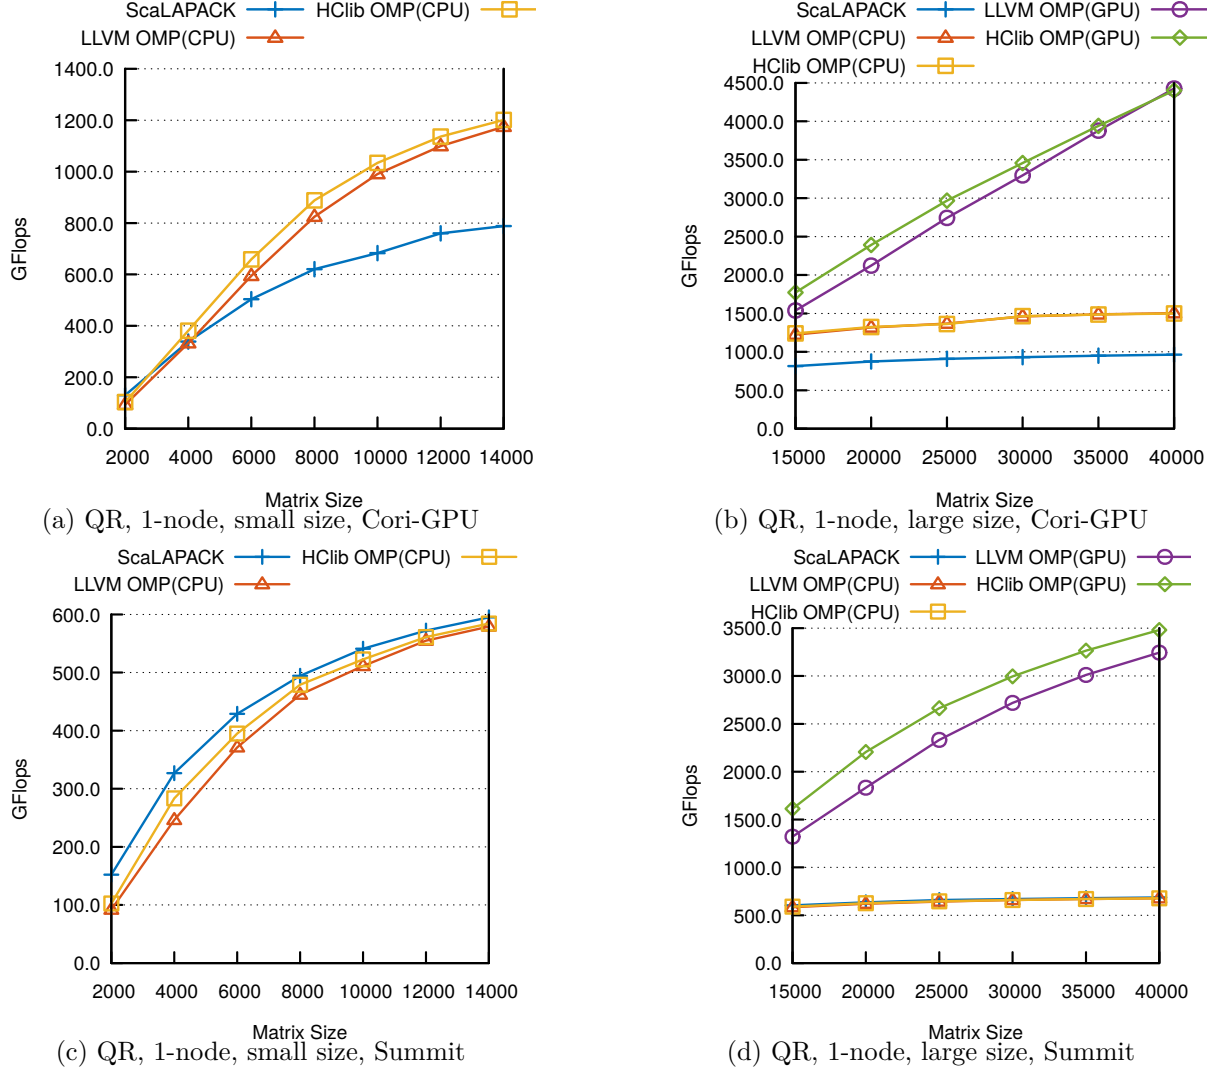 ScaLAPACK HClib OMP(CPU)
LLVM OMP(CPU)
1400.0
1200.0
1000.0
800.0
600.0
400.0
200.0
0.0
GFlops
2000 4000 6000 8000 10000 12000 14000
Matrix Size
(a) QR, 1-node, small size, Cori-GPU
ScaLAPACK LLVM OMP(GPU)
LLVM OMP(CPU) HClib OMP(GPU)
HClib OMP(CPU)
4500.0
4000.0
3500.0
3000.0
2500.0
2000.0
1500.0
1000.0
500.0
0.0
GFlops
15000 20000 25000 30000 35000 40000
Matrix Size
(b) QR, 1-node, large size, Cori-GPU
ScaLAPACK HClib OMP(CPU)
LLVM OMP(CPU)
600.0
500.0
400.0
300.0
200.0
100.0
0.0
GFlops
2000 4000 6000 8000 10000 12000 14000
Matrix Size
(c) QR, 1-node, small size, Summit
ScaLAPACK LLVM OMP(GPU)
LLVM OMP(CPU) HClib OMP(GPU)
HClib OMP(CPU)
3500.0
3000.0
2500.0
2000.0
1500.0
1000.0
500.0
0.0
GFlops
15000 20000 25000 30000 35000 40000
Matrix Size
(d) QR, 1-node, large size, Summit